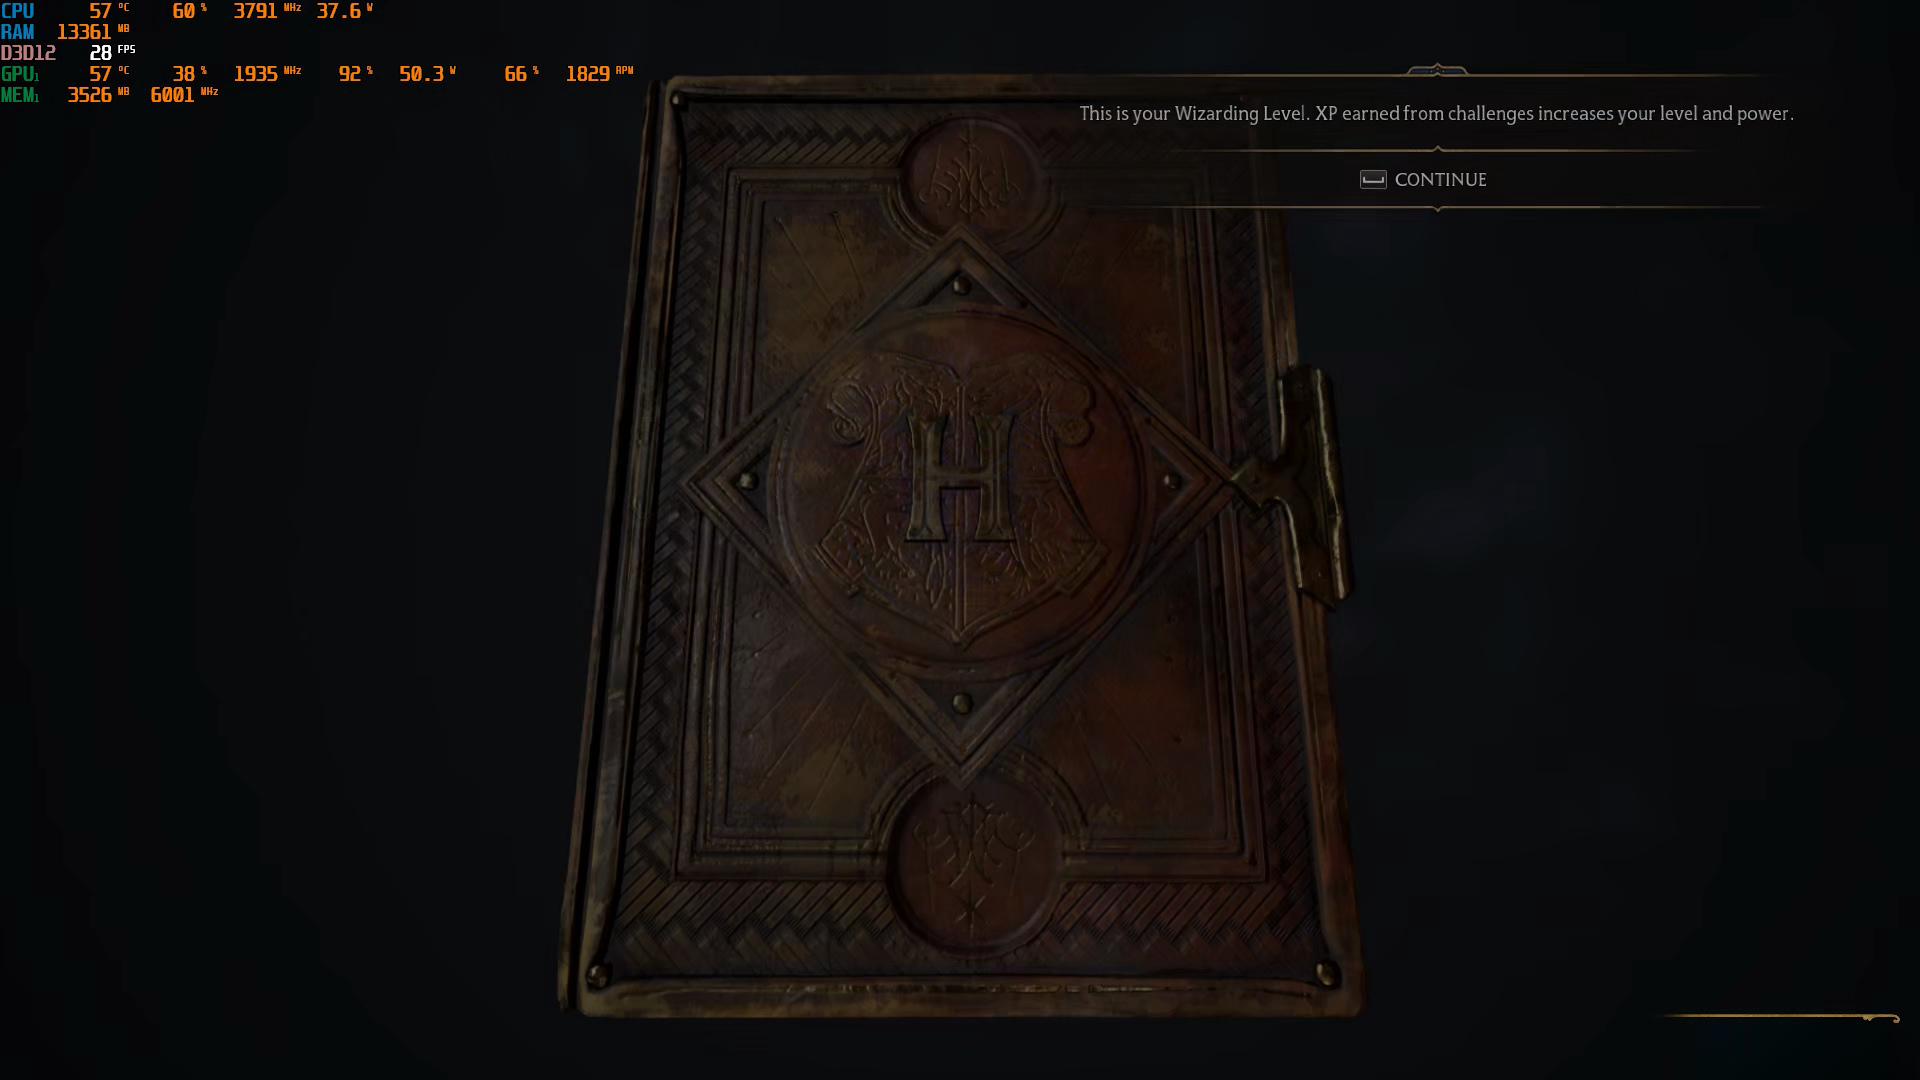 CPU 57 °C 60 % 3791 MHz 37.6 W
RAM 13361 MB
D3D12 28 FPS
GPU1 57 °C 38 % 1935 MHz 92 % 50.3 W 66 % 1829 RPM
MEM1 3526 MB 6001 MHz
This is your Wizarding Level. XP earned from challenges increases your level and power.
CONTINUE
H